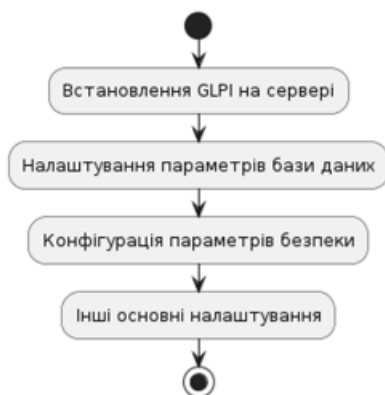 Встановлення GLPI на сервері
Налаштування параметрів бази даних
Конфігурація параметрів безпеки
Інші основні налаштування